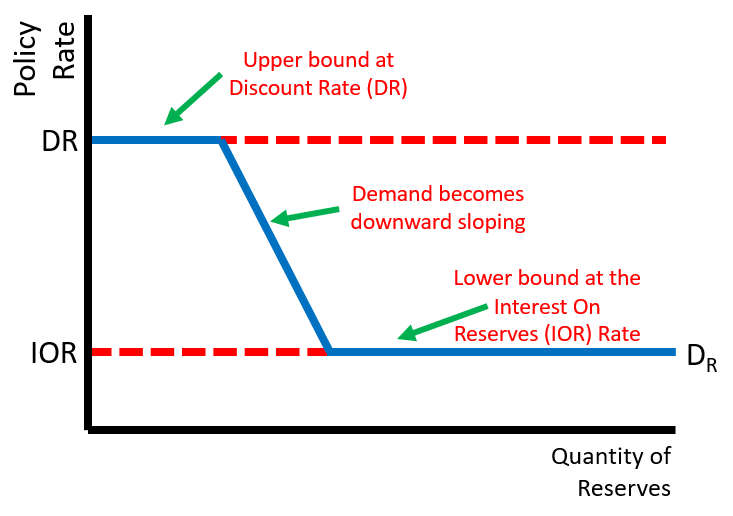 Policy
Rate
Upper bound at
Discount Rate (DR)
DR
Demand becomes
downward sloping
Lower bound at the
Interest On
Reserves (IOR) Rate
IOR
DR
Quantity of
Reserves